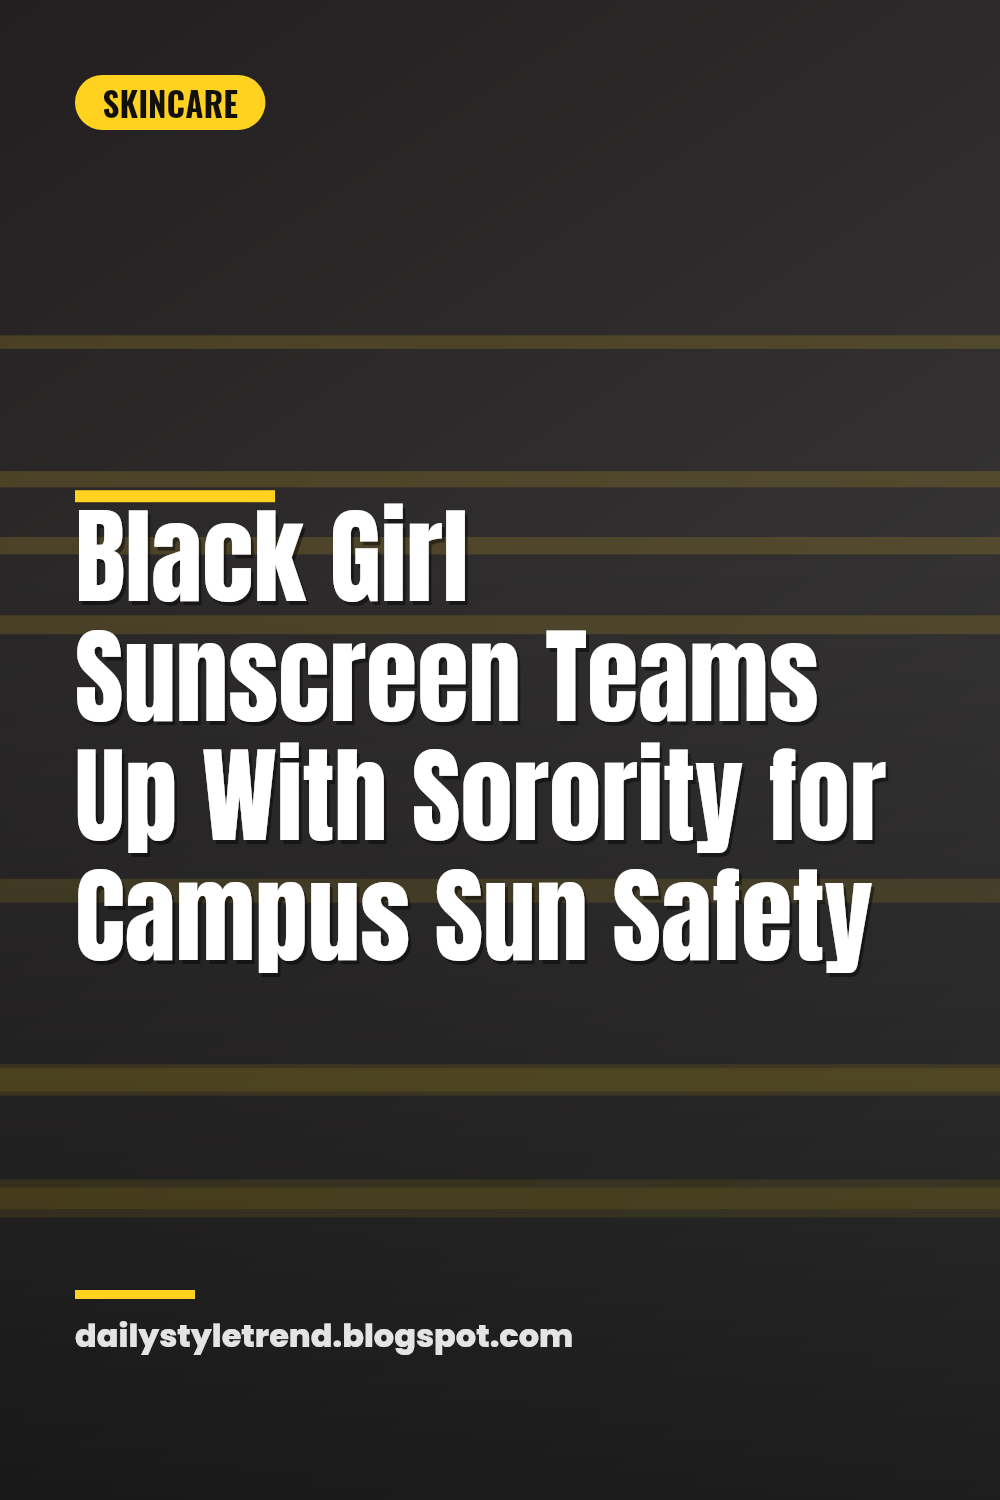 SKINCARE
Black Girl
Sunscreen Teams
Up With Sorority for
Campus Sun Safety
dailystyletrend.blogspot.com